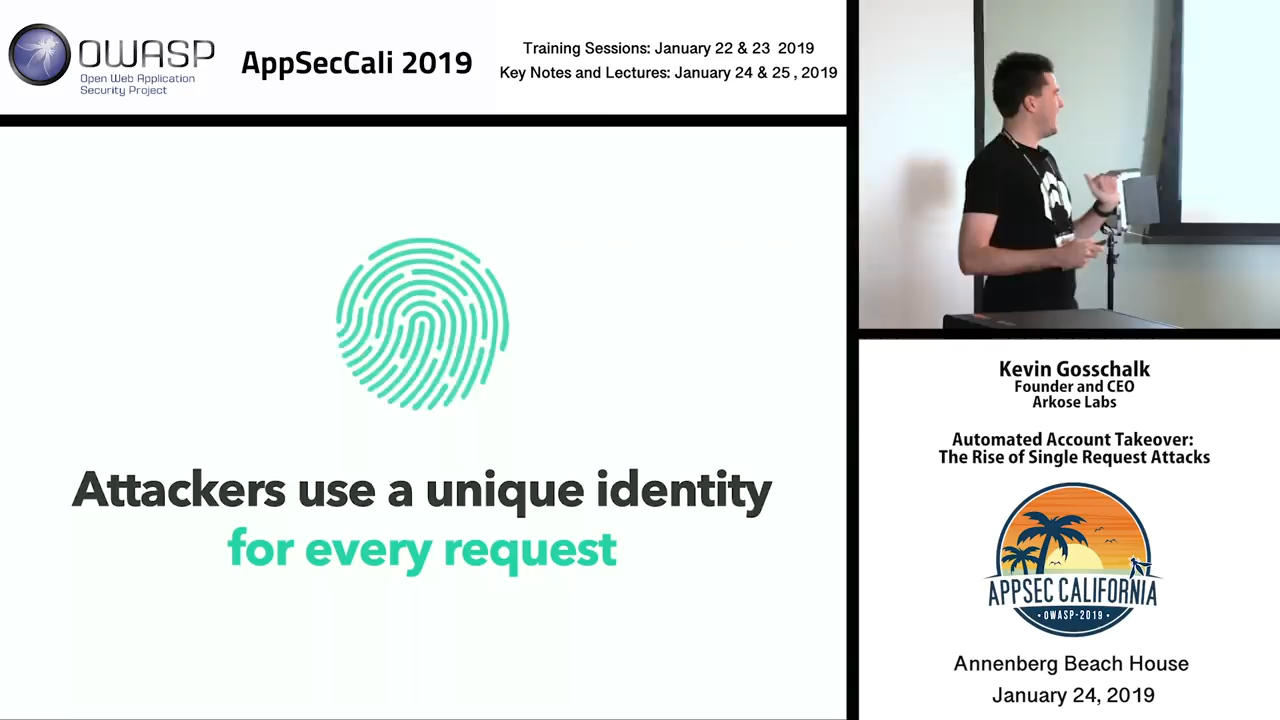 OWASP
Open Web Application
Security Project
AppSecCali 2019
Training Sessions: January 22 & 23 2019
Key Notes and Lectures: January 24 & 25 , 2019
Attackers use a unique identity
for every request
Kevin Gosschalk
Founder and CEO
Arkose Labs
Automated Account Takeover:
The Rise of Single Request Attacks
APPSEC CALIFORNIA
• OWASP-2019 •
Annenberg Beach House
January 24, 2019